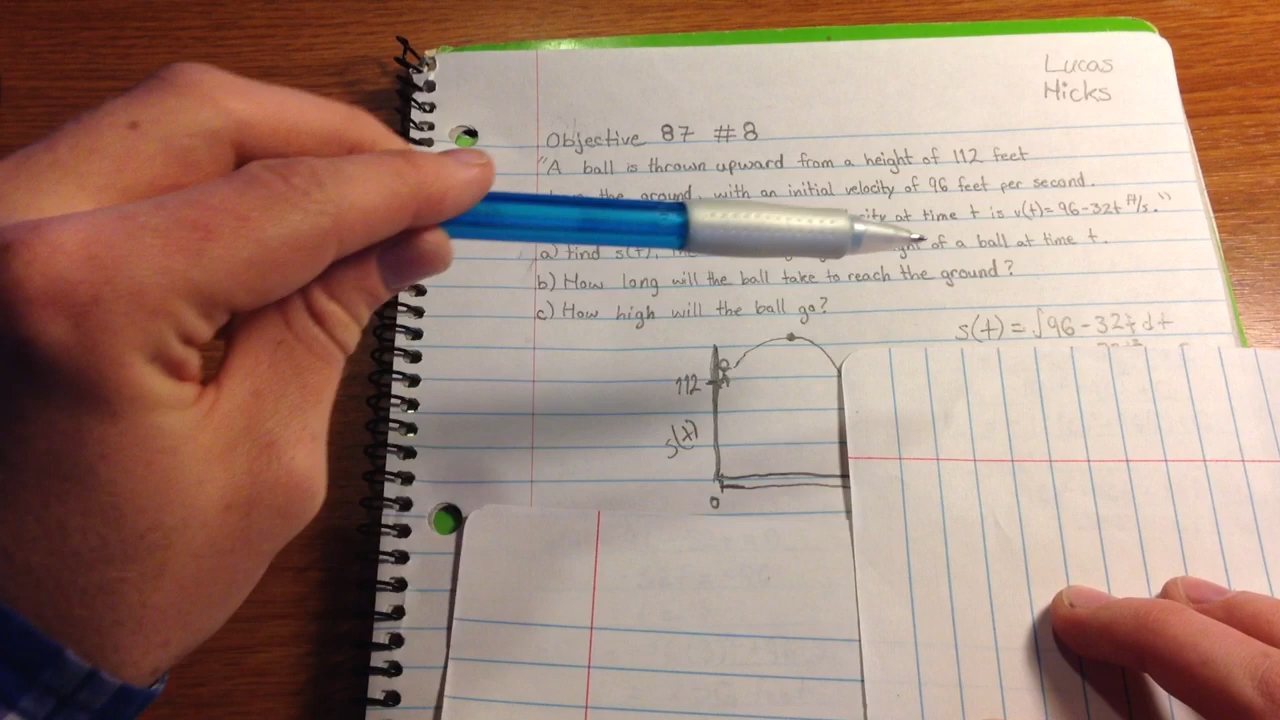 Lucas
Hicks
Objective 87 #8
"A ball is thrown upward from a height of 112 feet
the ground, with an initial velocity of 96 feet per second.
at time t is v(t)=96-32t ft/s."
a) Find s(t), of a ball at time t.
b) How long will the ball take to reach the ground?
c) How high will the ball go?
s(t) = ∫96-32t dt
112
s(t)
0